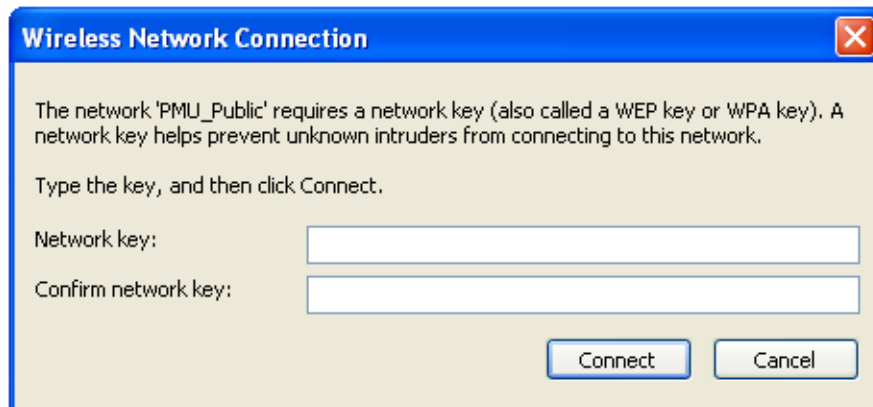 Wireless Network Connection
The network 'PMU_Public' requires a network key (also called a WEP key or WPA key). A
network key helps prevent unknown intruders from connecting to this network.
Type the key, and then click Connect.
Network key:
Confirm network key:
Connect Cancel